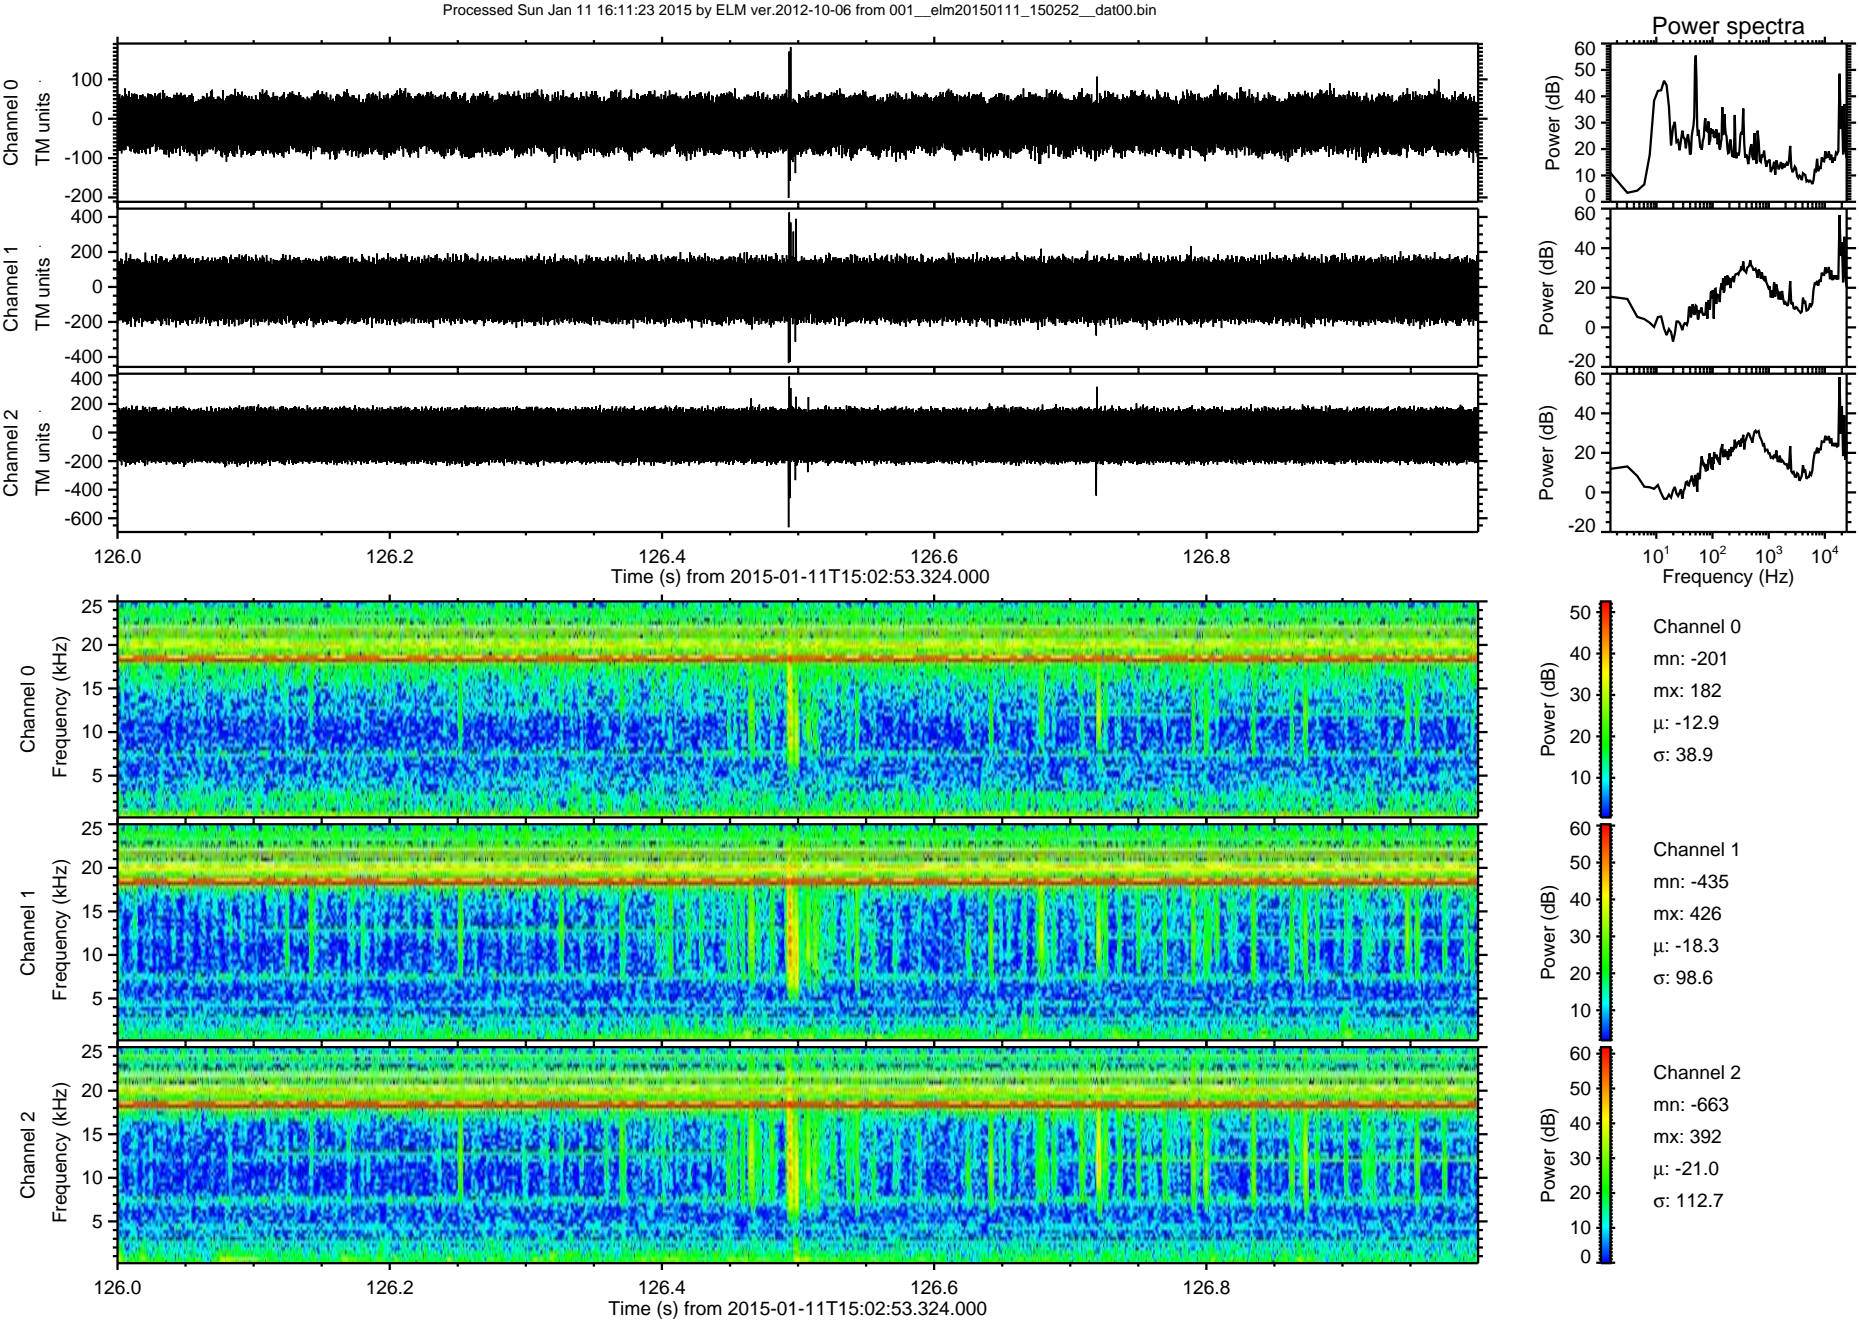 Processed Sun Jan 11 16:11:23 2015 by ELM ver.2012-10-06 from 001__elm20150111_150252__dat00.bin
Power spectra
Channel 0
TM units
100
0
-100
-200
Power (dB)
60
50
40
30
20
10
0
Channel 1
TM units
400
200
0
-200
-400
Power (dB)
60
40
20
0
-20
Channel 2
TM units
400
200
0
-200
-400
-600
Power (dB)
60
40
20
0
-20
126.0 126.2 126.4 126.6 126.8
Time (s) from 2015-01-11T15:02:53.324.000
10¹ 10² 10³ 10⁴
Frequency (Hz)
Channel 0
Frequency (kHz)
25
20
15
10
5
Power (dB)
50
40
30
20
10
Channel 0
mn: -201
mx: 182
µ: -12.9
σ: 38.9
Channel 1
Frequency (kHz)
25
20
15
10
5
Power (dB)
60
50
40
30
20
10
Channel 1
mn: -435
mx: 426
µ: -18.3
σ: 98.6
Channel 2
Frequency (kHz)
25
20
15
10
5
Power (dB)
60
50
40
30
20
10
0
Channel 2
mn: -663
mx: 392
µ: -21.0
σ: 112.7
126.0 126.2 126.4 126.6 126.8
Time (s) from 2015-01-11T15:02:53.324.000